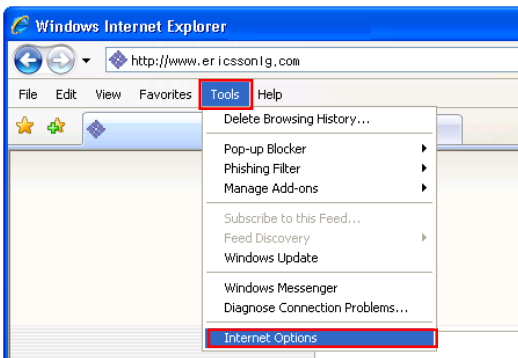 Windows Internet Explorer
http://www.ericssonlg.com
File Edit View Favorites Tools Help
Delete Browsing History...
Pop-up Blocker
Phishing Filter
Manage Add-ons
Subscribe to this Feed...
Feed Discovery
Windows Update
Windows Messenger
Diagnose Connection Problems...
Internet Options